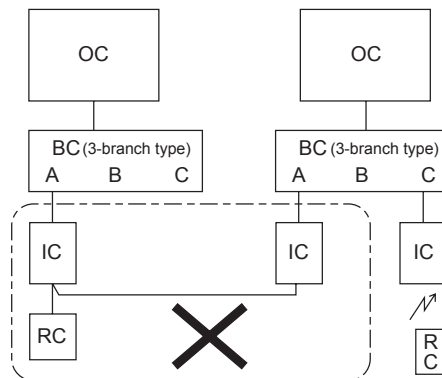 OC OC
BC (3-branch type) BC (3-branch type)
A B C A B C
IC IC IC
RC
R
C